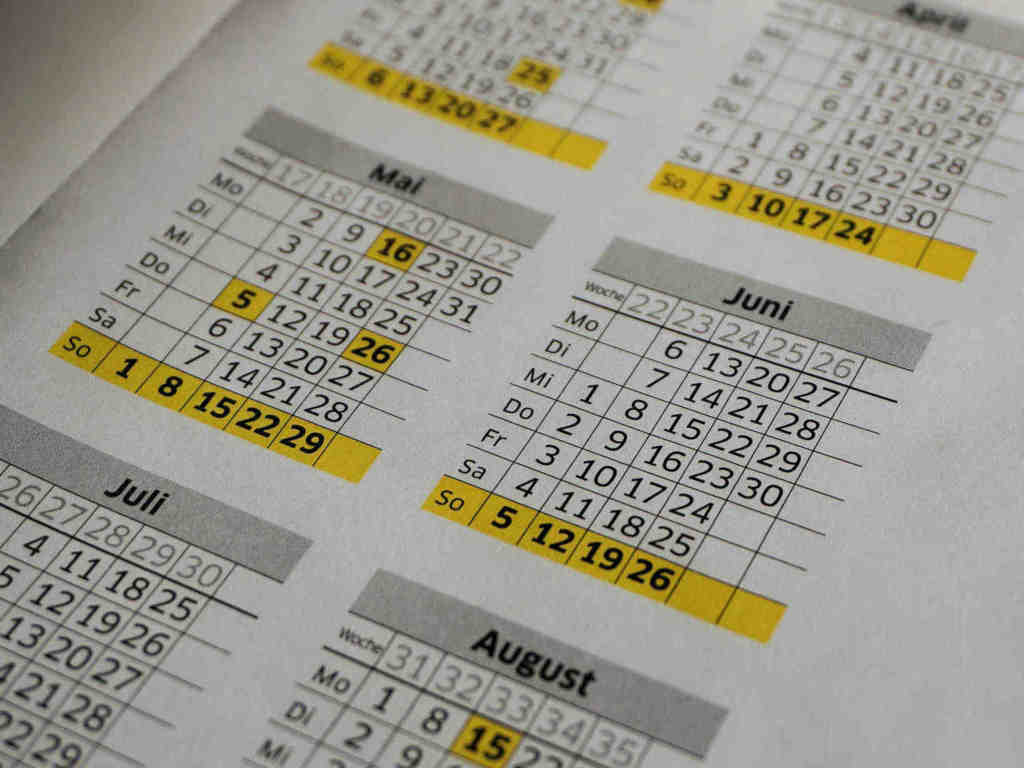 22 29
9 16 23 30
10 17 24 31
4 11 18 25
Sa 5 12 19 26
So 6 13 20 27
April
4 11 18 25
Di 5 12 19 26
Mi 6 13 20 27
Do 7 14 21 28
Fr 1 8 15 22 29
Sa 2 9 16 23 30
So 3 10 17 24
Mai
Woche 17 18 19 20 21 22
Mo 2 9 16 23 30
Di 3 10 17 24 31
Mi 4 11 18 25
Do 5 12 19 26
Fr 6 13 20 27
Sa 7 14 21 28
So 1 8 15 22 29
Juni
Woche 22 23 24 25 26
Mo 6 13 20 27
Di 7 14 21 28
Mi 1 8 15 22 29
Do 2 9 16 23 30
Fr 3 10 17 24
Sa 4 11 18 25
So 5 12 19 26
Juli
26 27 28 29 30
4 11 18 25
5 12 19 26
13 20 27
21 28
22 29
August
Woche 31 32 33 34 35
Mo 1 8 15 22
Di 2 9
Mi